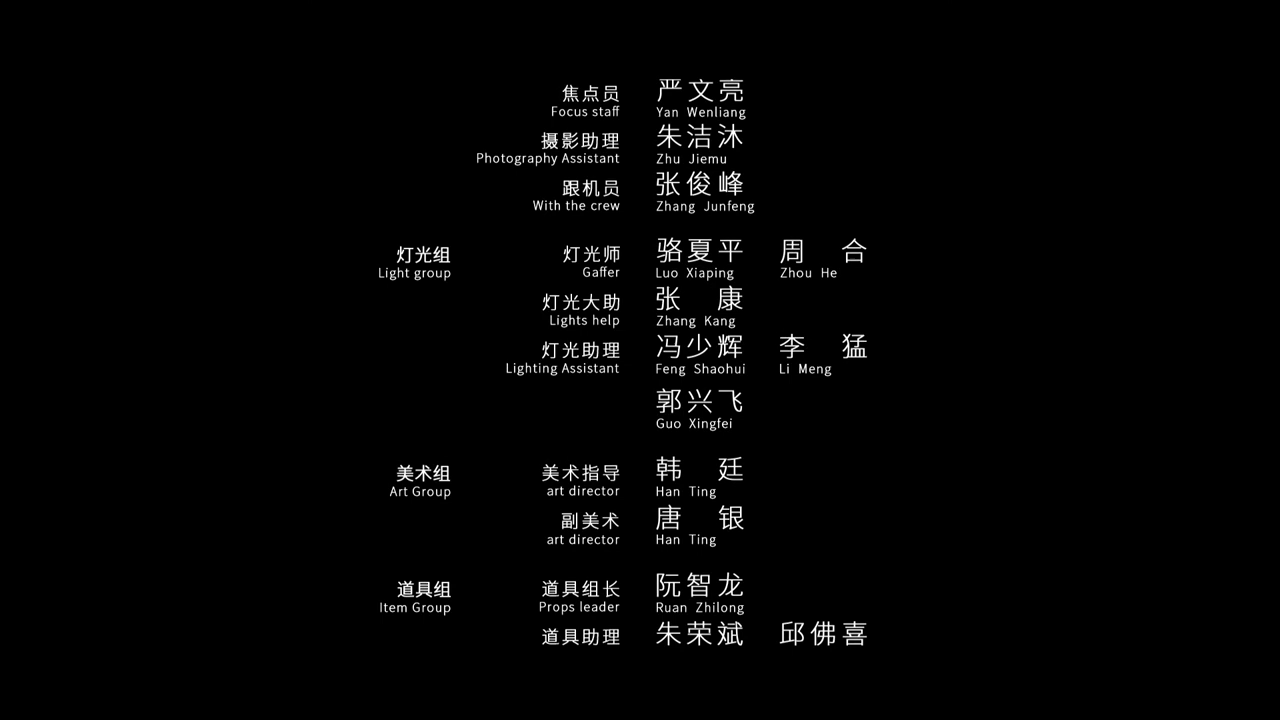 焦点员 严文亮
Focus staff Yan Wenliang
摄影助理 朱洁沐
Photography Assistant Zhu Jiemu
跟机员 张俊峰
With the crew Zhang Junfeng
灯光组 灯光师 骆夏平 周合
Light group Gaffer Luo Xiaping Zhou He
灯光大助 张康
Lights help Zhang Kang
灯光助理 冯少辉 李猛
Lighting Assistant Feng Shaohui Li Meng
郭兴飞
Guo Xingfei
美术组 美术指导 韩廷
Art Group art director Han Ting
副美术 唐银
art director Han Ting
道具组 道具组长 阮智龙
Item Group Props leader Ruan Zhilong
道具助理 朱荣斌 邱佛喜